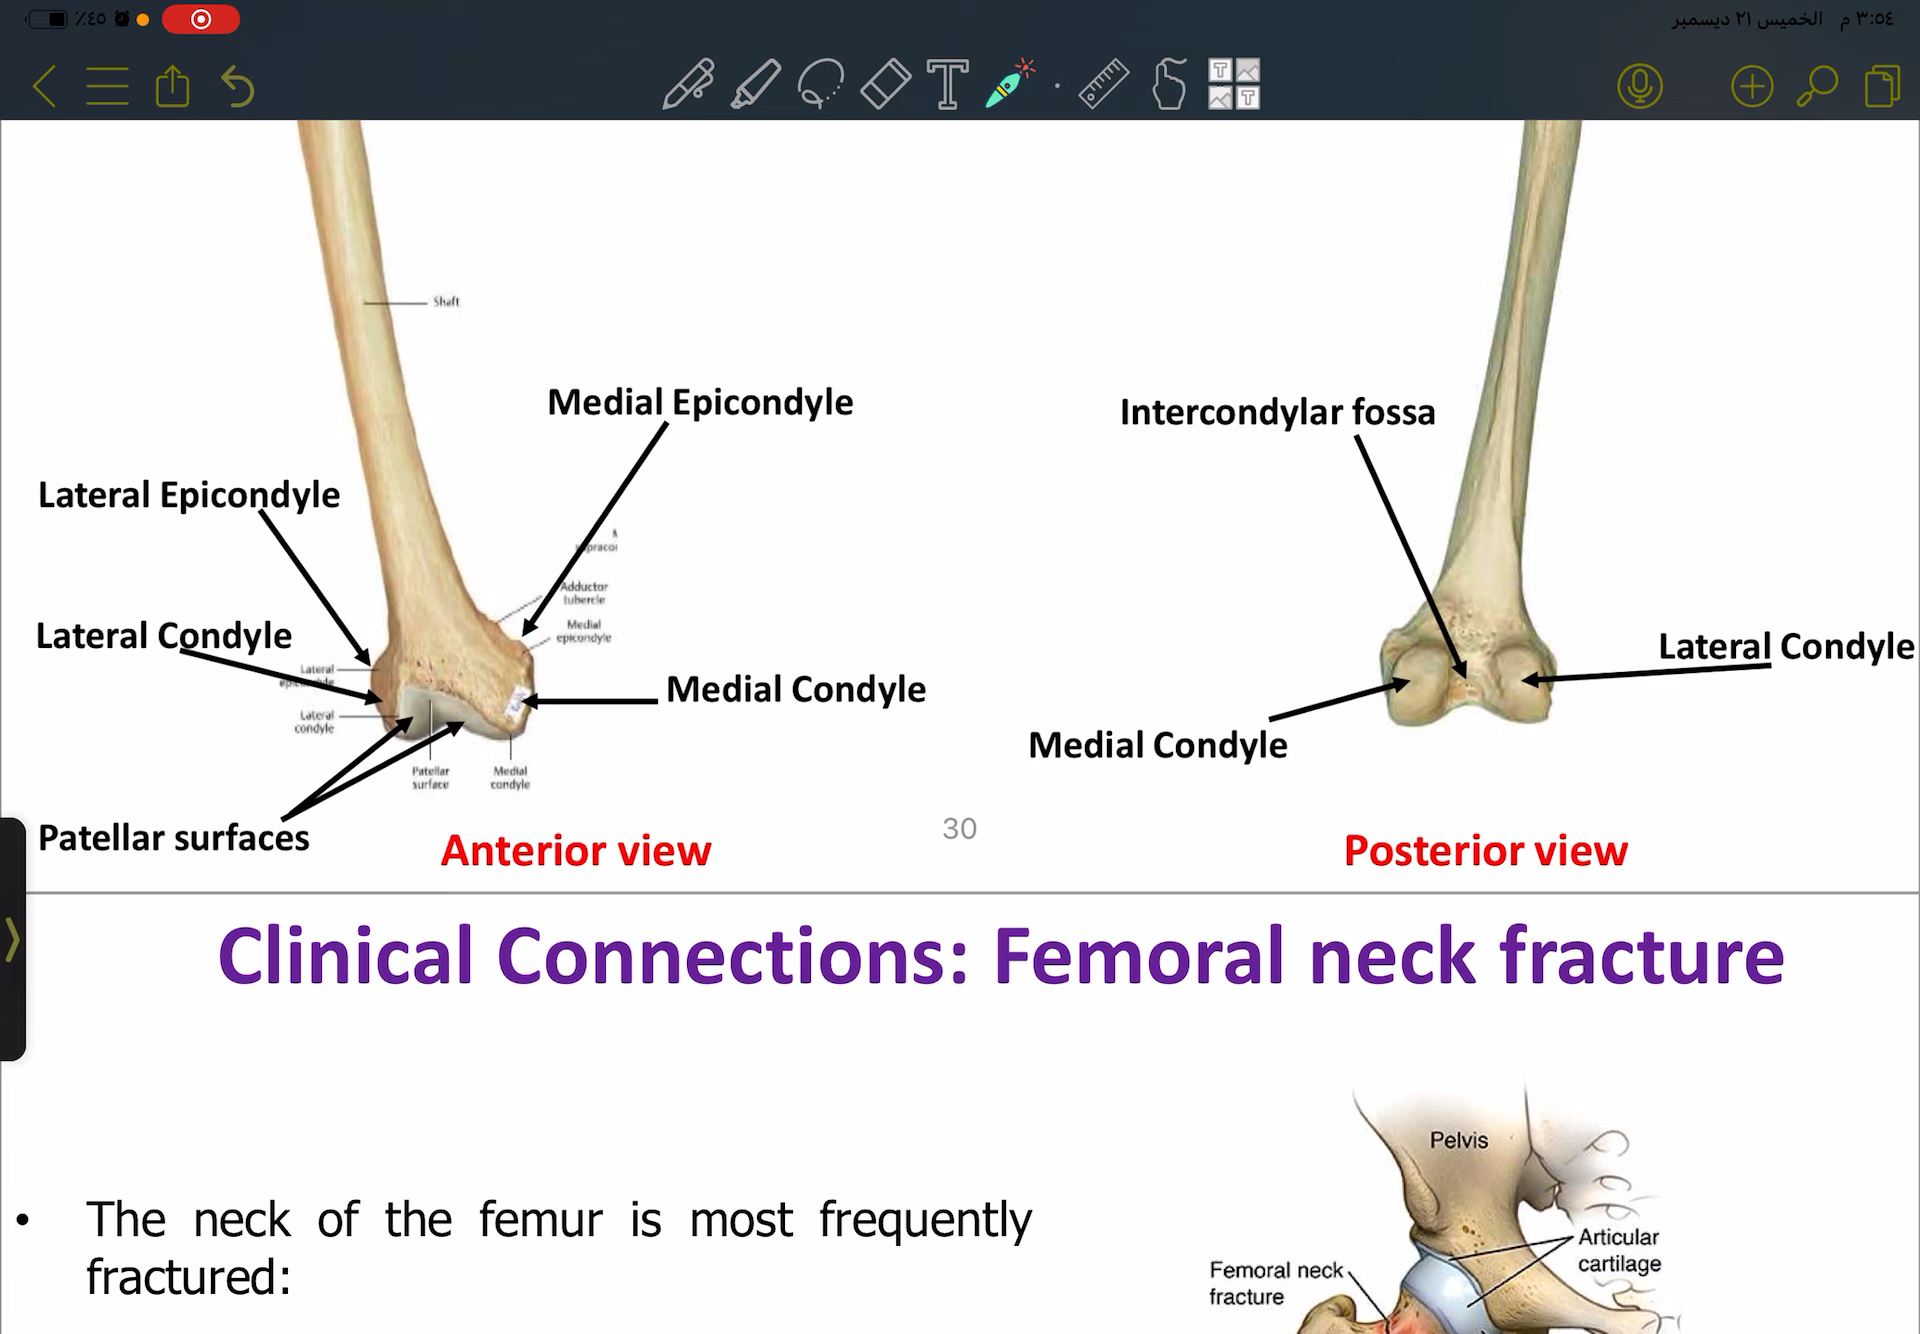 ٪٤٥
٣:٥٤ م الخميس ٢١ ديسمبر
Shaft
Medial Epicondyle
Intercondylar fossa
Lateral Epicondyle
Adductor
tubercle
Medial
epicondyle
Lateral Condyle
Lateral
Lateral Condyle
Medial Condyle
Lateral
condyle
Medial Condyle
Patellar
surface
Medial
condyle
Patellar surfaces
Anterior view
30
Posterior view
Clinical Connections: Femoral neck fracture
Pelvis
• The neck of the femur is most frequently
fractured:
Articular
cartilage
Femoral neck
fracture